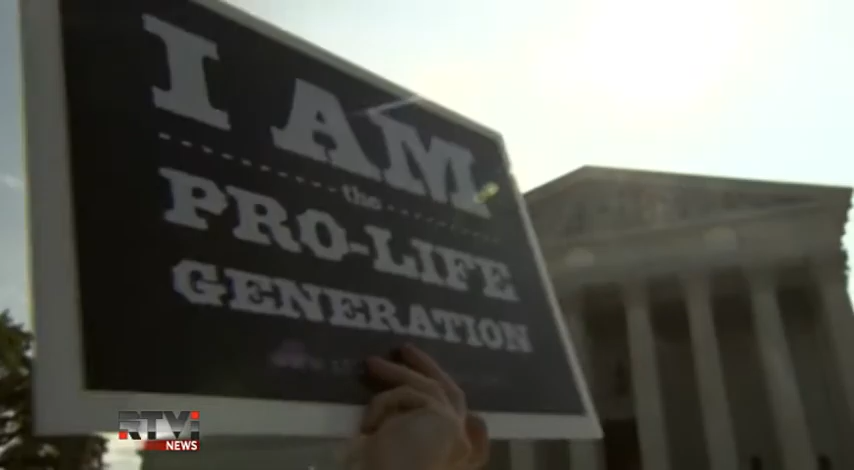 I AM
the
PRO-LIFE
GENERATION
RTVi
NEWS